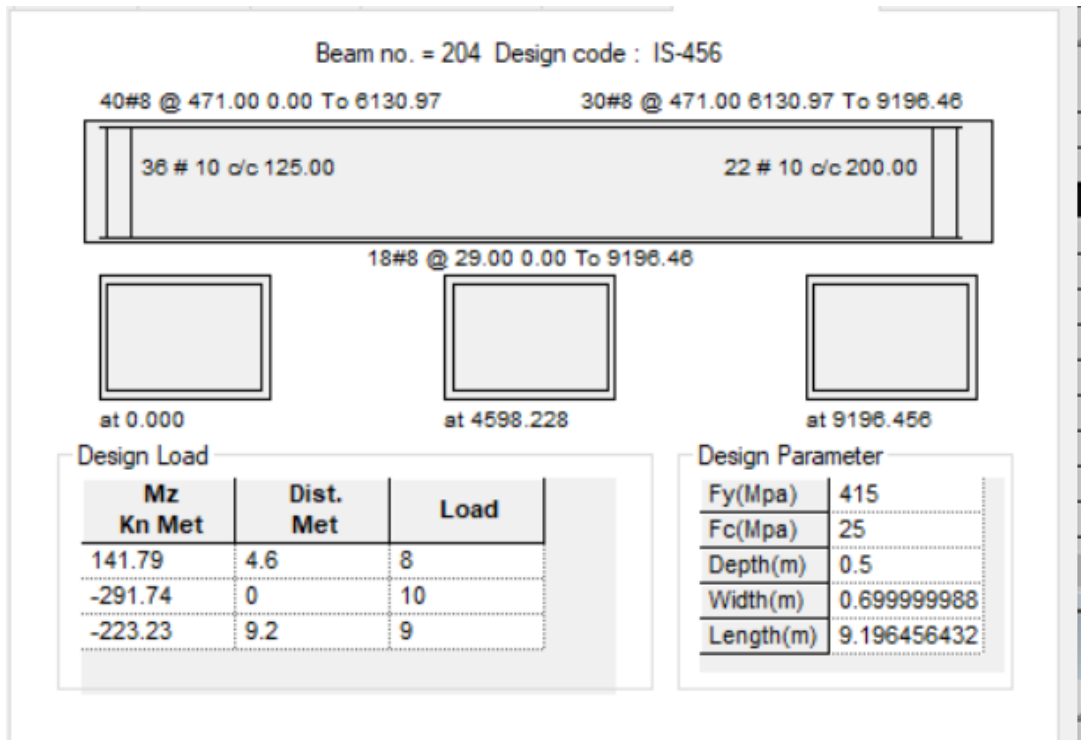 Beam no. = 204 Design code : IS-456
40#8 @ 471.00 0.00 To 6130.97 30#8 @ 471.00 6130.97 To 9196.46
36 # 10 c/c 125.00 22 # 10 c/c 200.00
18#8 @ 29.00 0.00 To 9196.46
at 0.000 at 4598.228 at 9196.456
Design Load
Mz Dist. Load
Kn Met Met
141.79 4.6 8
-291.74 0 10
-223.23 9.2 9
Design Parameter
Fy(Mpa) 415
Fc(Mpa) 25
Depth(m) 0.5
Width(m) 0.699999988
Length(m) 9.196456432